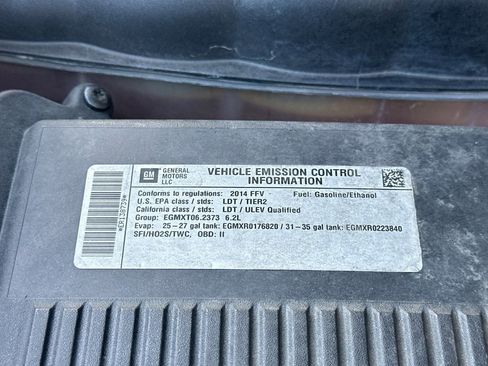 GM
GENERAL MOTORS LLC
VEHICLE EMISSION CONTROL INFORMATION
Conforms to regulations: 2014 FFV Fuel: Gasoline/Ethanol
U.S. EPA class / stds: LDT / TIER2
California class / stds: LDT / ULEV Qualified
Group: EGMXT06.2373 6.2L
Evap: 25-27 gal tank: EGMXR0176820 / 31-35 gal tank: EGMXR0223840
SFI/HO2S/TWC, OBD: II